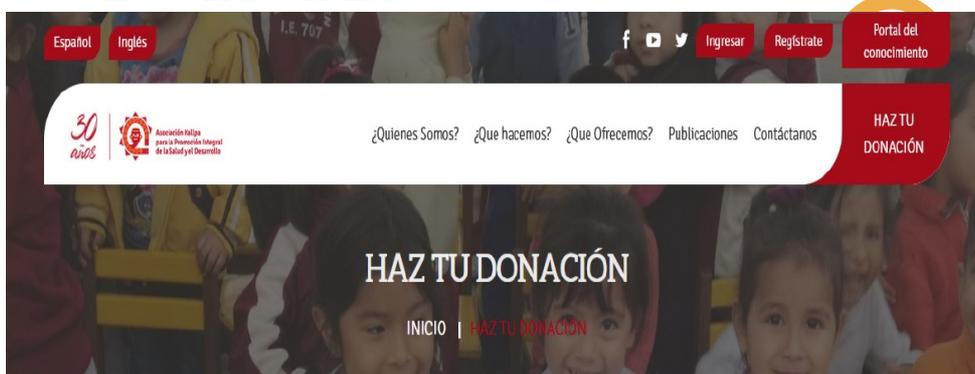 I.E. 707
Español
Inglés
Ingresar
Regístrate
Portal del
conocimiento
30
años
Asociación Kallpa
para la Promoción Integral
de la Salud y el Desarrollo
¿Quienes Somos?
¿Que hacemos?
¿Que Ofrecemos?
Publicaciones
Contáctanos
HAZ TU
DONACIÓN
HAZ TU DONACIÓN
INICIO | HAZ TU DONACIÓN